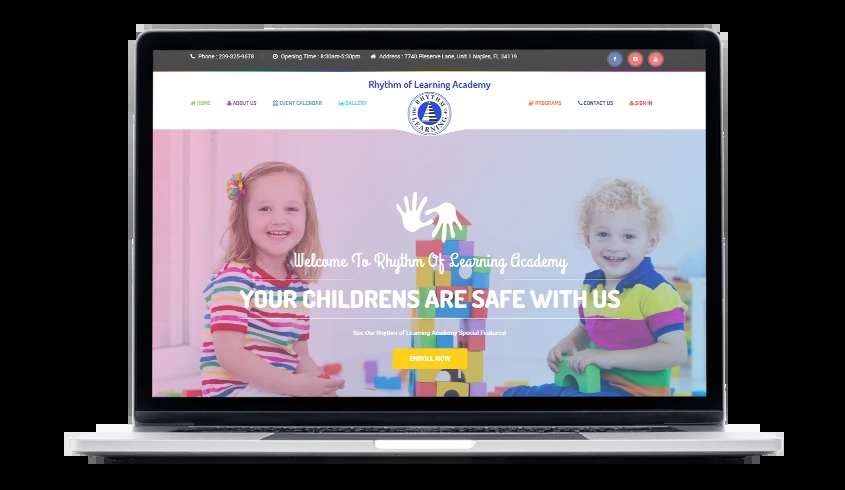 Phone : 239-325-9678 Opening Time : 8:30am-5:30pm Address : 7740 Preserve Lane, Unit 1 Naples, FL 34119
Rhythm of Learning Academy
HOME ABOUT US EVENT CALENDAR GALLERY PROGRAMS CONTACT US SIGN IN
RHYTHM
OF
LEARNING
Welcome To Rhythm Of Learning Academy
YOUR CHILDRENS ARE SAFE WITH US
See Our Rhythm of Learning Academy Special Features!
ENROLL NOW